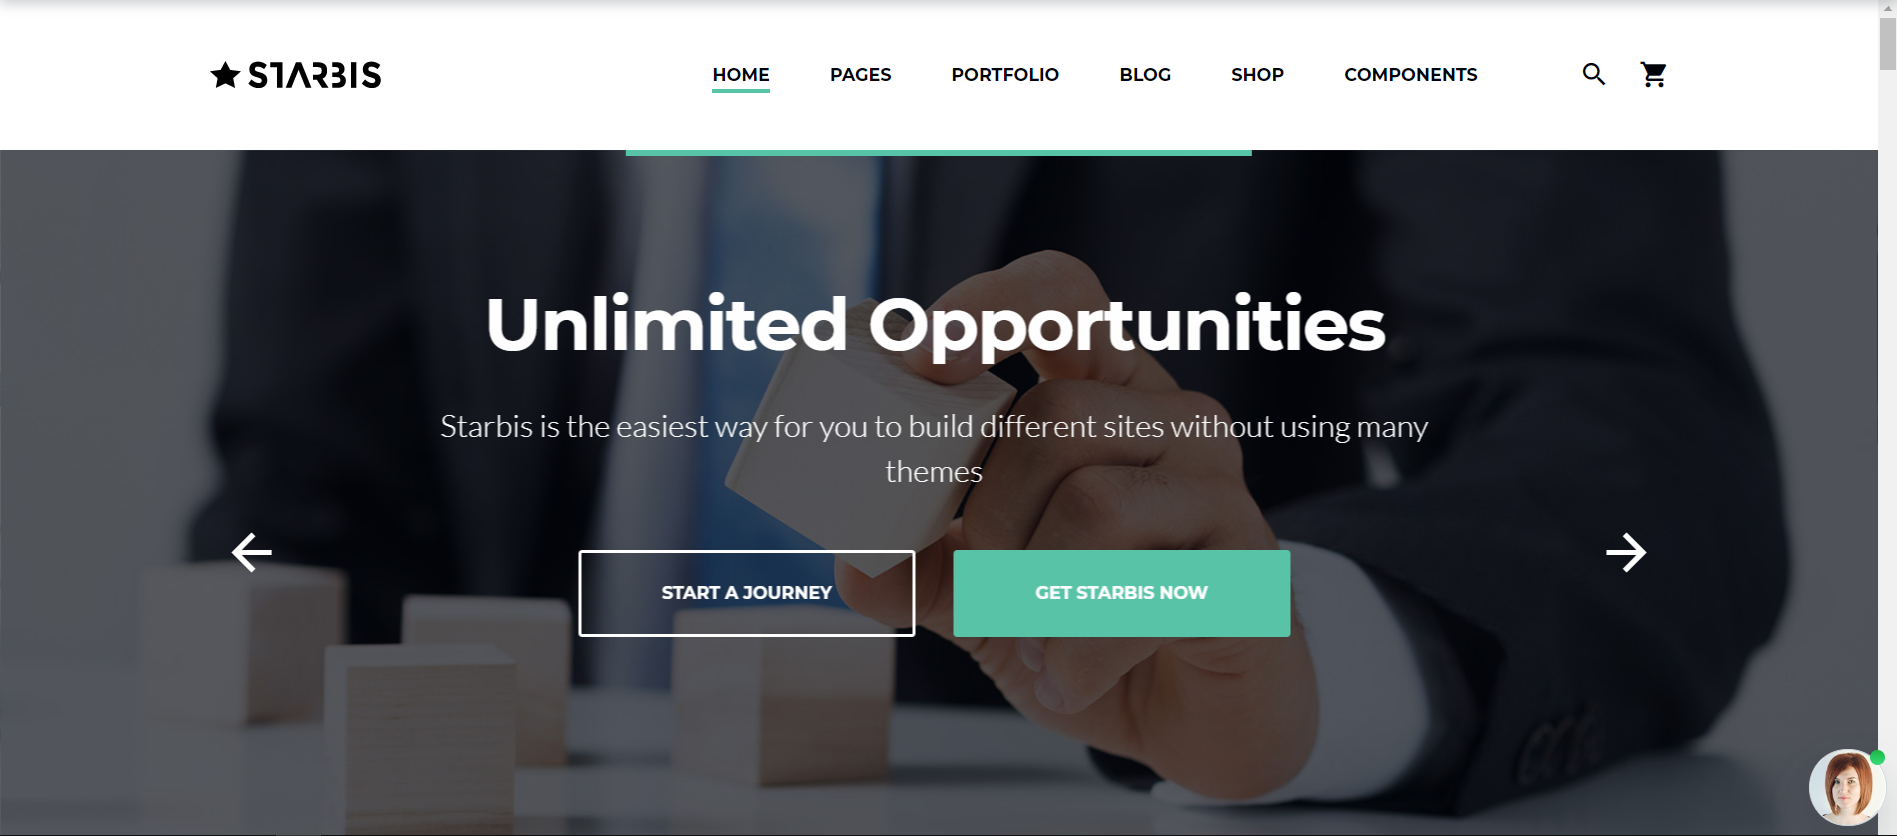 STARBIS
HOME
PAGES
PORTFOLIO
BLOG
SHOP
COMPONENTS
Unlimited Opportunities
Starbis is the easiest way for you to build different sites without using many
themes
START A JOURNEY
GET STARBIS NOW